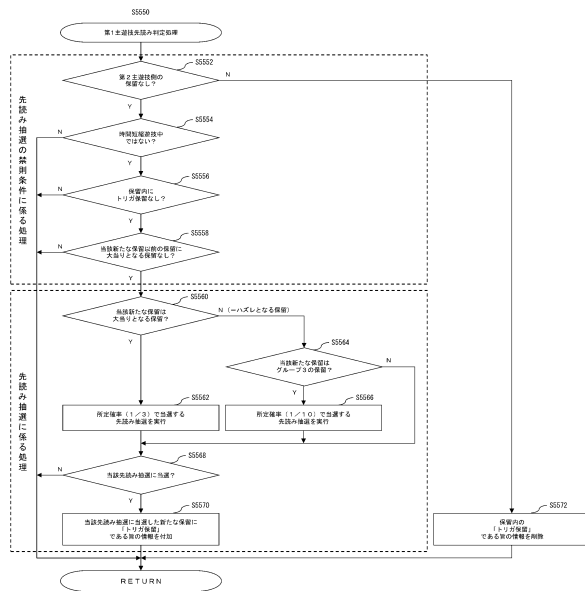 S5550
第1主遊技先読み判定処理
先読み抽選の禁則条件に係る処理
S5552
第2主遊技側の
保留なし?
N
Y
S5554
時間短縮遊技中
ではない?
N
Y
S5556
保留内に
トリガ保留なし?
N
Y
S5558
当該新たな保留以前の保留に
大当りとなる保留なし?
N
Y
先読み抽選に係る処理
S5560
当該新たな保留は
大当りとなる保留?
N(=ハズレとなる保留)
Y
S5564
当該新たな保留は
グループ3の保留?
N
Y
S5562
所定確率(1/3)で当選する
先読み抽選を実行
S5566
所定確率(1/10)で当選する
先読み抽選を実行
S5568
当該先読み抽選に当選?
N
Y
S5570
当該先読み抽選に当選した新たな保留に
「トリガ保留」
である旨の情報を付加
S5572
保留内の
「トリガ保留」
である旨の情報を削除
RETURN